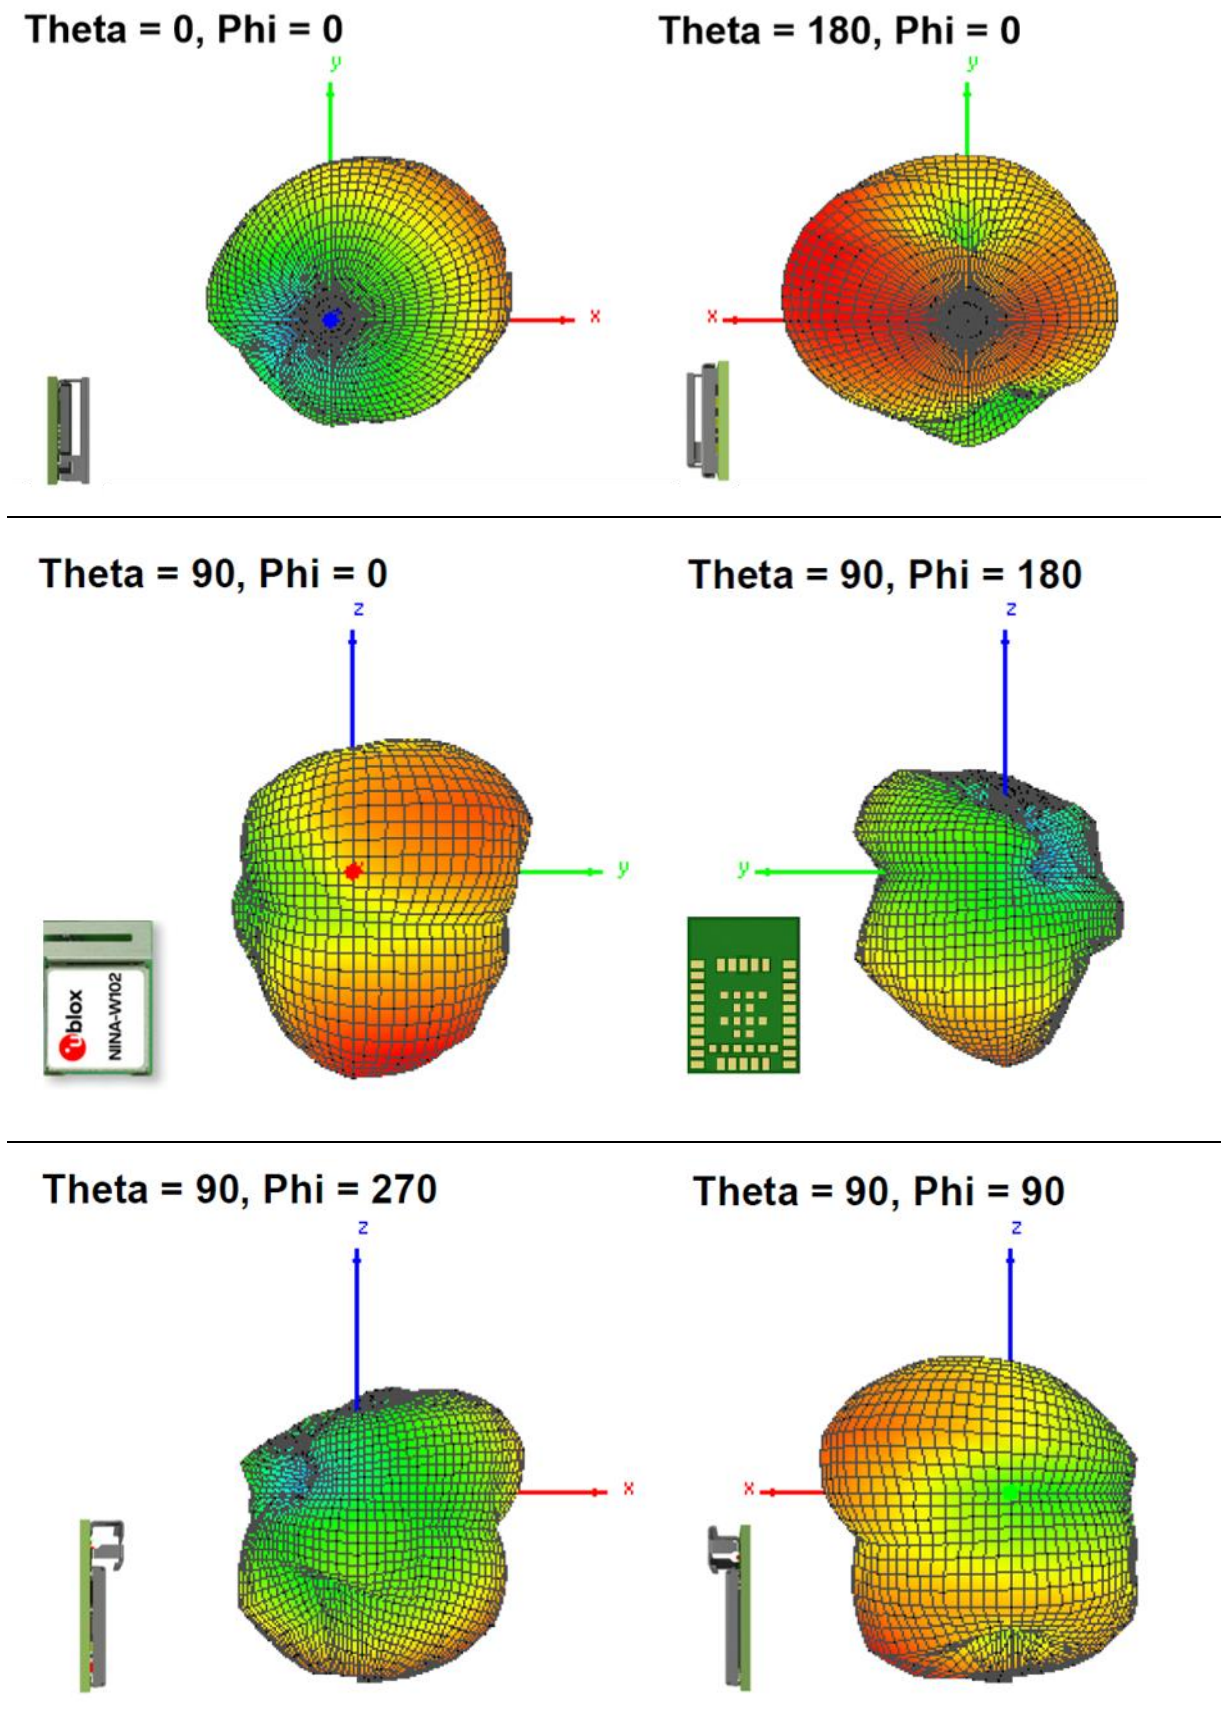 Theta = 0, Phi = 0
Theta = 180, Phi = 0
y
y
x
x
Theta = 90, Phi = 0
Theta = 90, Phi = 180
z
z
y
y
ublox
NINA-W102
Theta = 90, Phi = 270
Theta = 90, Phi = 90
z
z
x
x